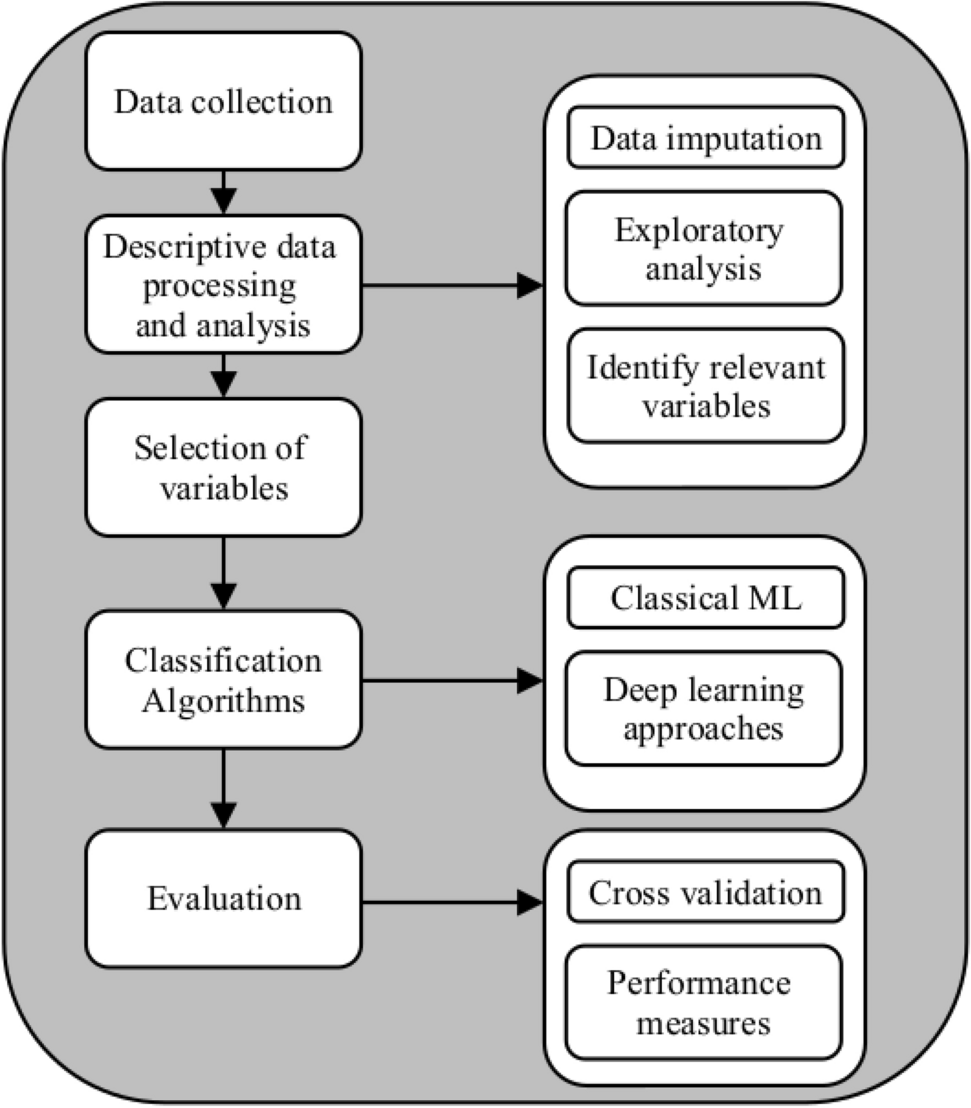 Data collection
Descriptive data
processing
and analysis
Selection of
variables
Classification
Algorithms
Evaluation
Data imputation
Exploratory
analysis
Identify relevant
variables
Classical ML
Deep learning
approaches
Cross validation
Performance
measures